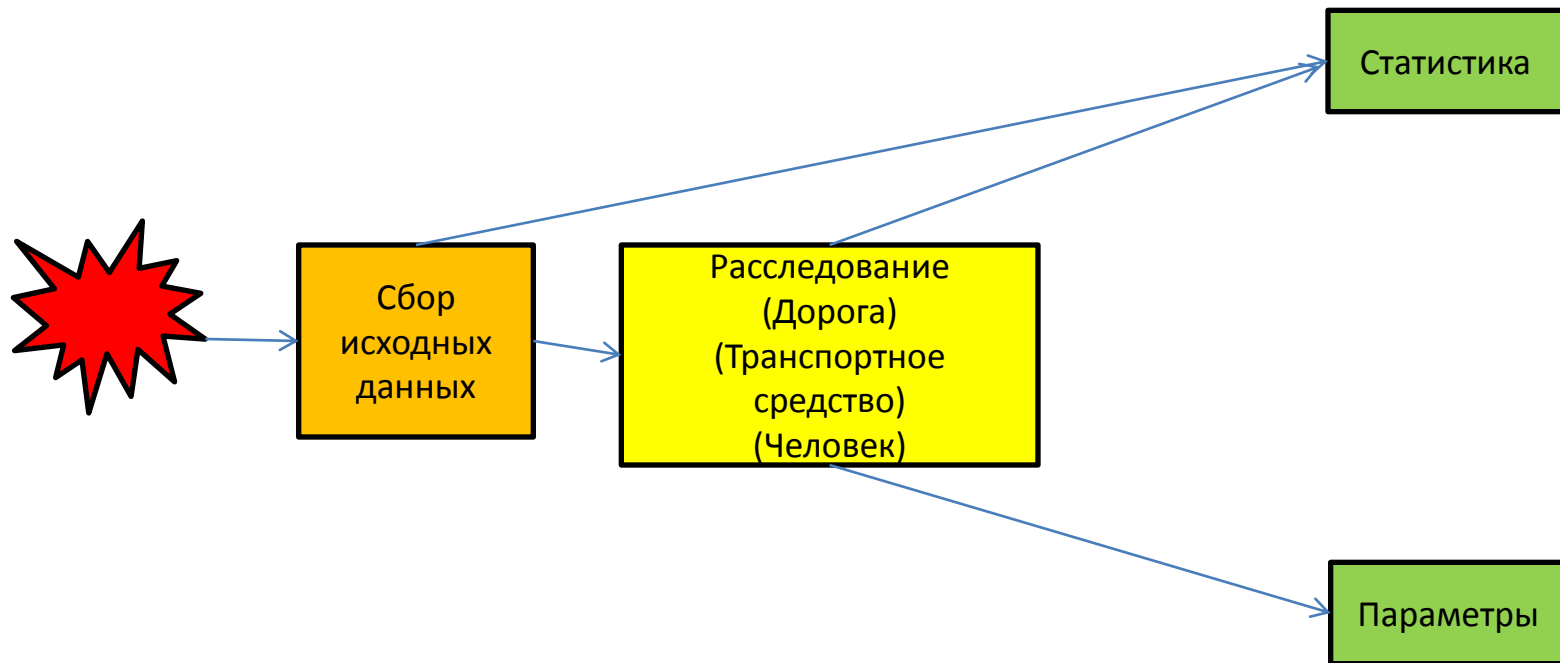 Статистика
Сбор
исходных
данных
Расследование
(Дорога)
(Транспортное
средство)
(Человек)
Параметры